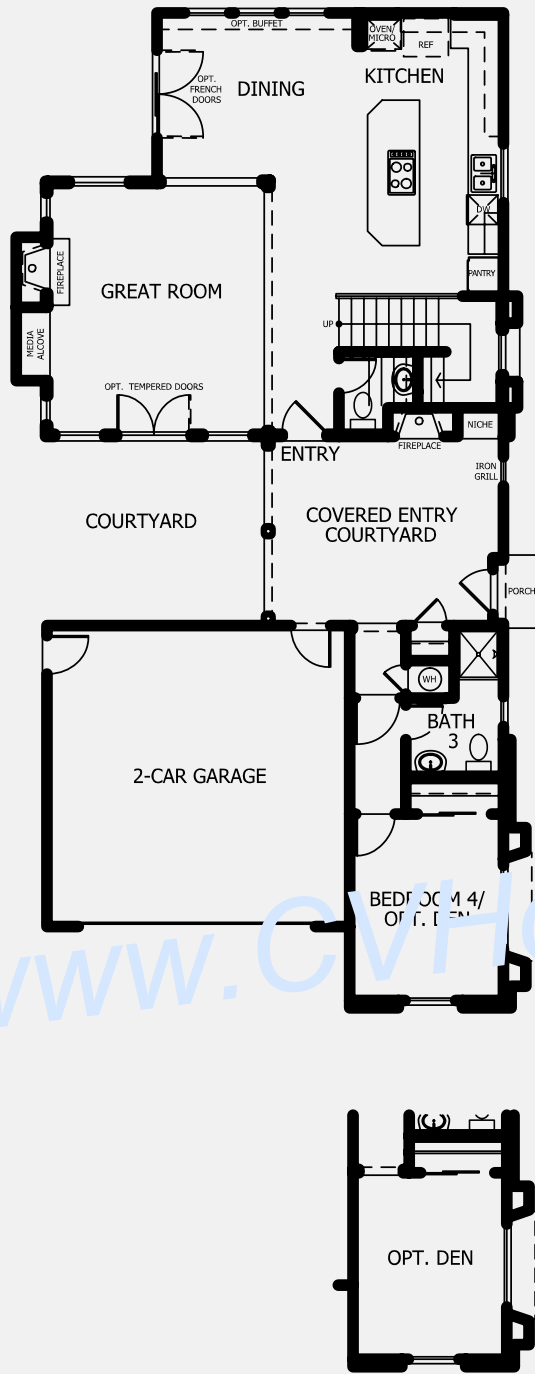 OPT. BUFFET
OVEN/
MICRO
REF
KITCHEN
DINING
OPT.
FRENCH
DOORS
DW
PANTRY
GREAT ROOM
FIREPLACE
MEDIA
ALCOVE
UP
OPT. TEMPERED DOORS
FIREPLACE
NICHE
ENTRY
IRON
GRILL
COURTYARD
COVERED ENTRY
COURTYARD
PORCH
WH
BATH
3
2-CAR GARAGE
BEDROOM 4/
OPT. DEN
www.CVHo
OPT. DEN